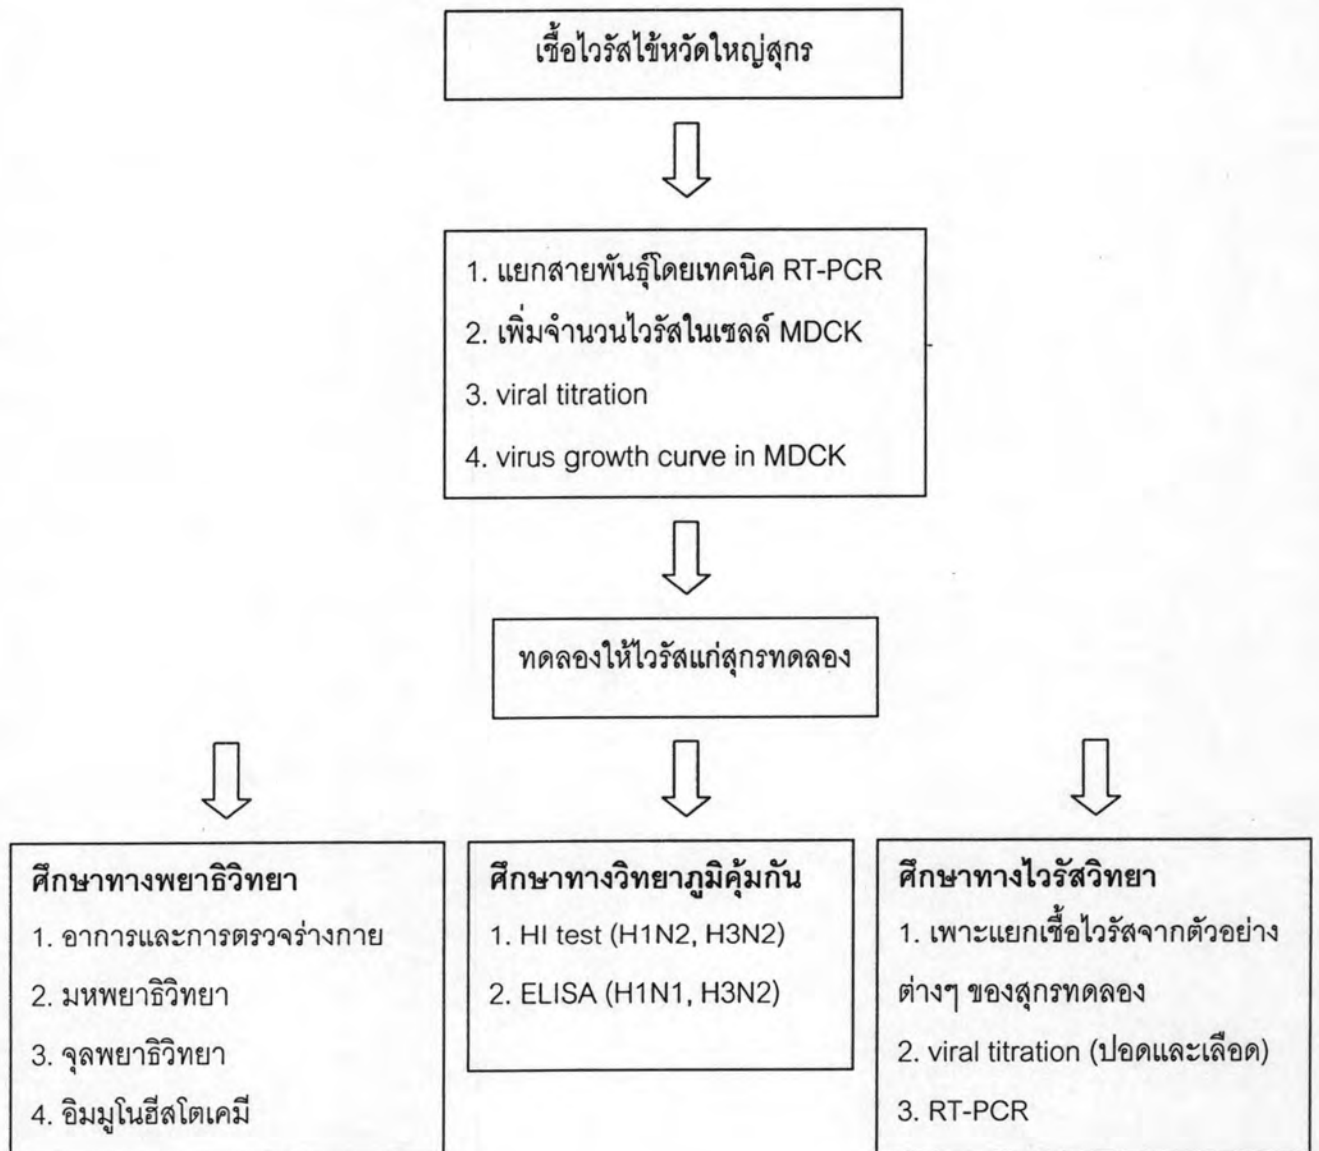 เชื้อไวรัสไข้หวัดใหญ่สุกร
1. แยกสายพันธุ์โดยเทคนิค RT-PCR
2. เพิ่มจำนวนไวรัสในเซลล์ MDCK
3. viral titration
4. virus growth curve in MDCK
ทดลองให้ไวรัสแก่สุกรทดลอง
ศึกษาทางพยาธิวิทยา
1. อาการและการตรวจร่างกาย
2. มหพยาธิวิทยา
3. จุลพยาธิวิทยา
4. อิมมูโนฮีสโตเคมี
ศึกษาทางวิทยาภูมิคุ้มกัน
1. HI test (H1N2, H3N2)
2. ELISA (H1N1, H3N2)
ศึกษาทางไวรัสวิทยา
1. เพาะแยกเชื้อไวรัสจากตัวอย่าง
ต่างๆ ของสุกรทดลอง
2. viral titration (ปอดและเลือด)
3. RT-PCR